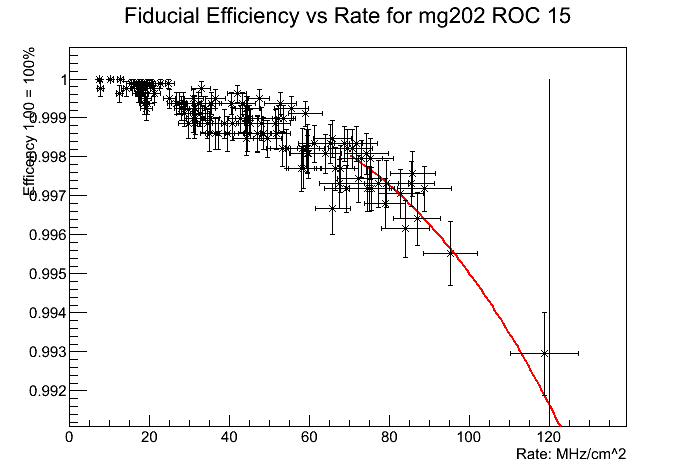 Fiducial Efficiency vs Rate for mg202 ROC 15
Efficency 1.00 = 100%
1
0.999
0.998
0.997
0.996
0.995
0.994
0.993
0.992
0 20 40 60 80 100 120
Rate: MHz/cm^2